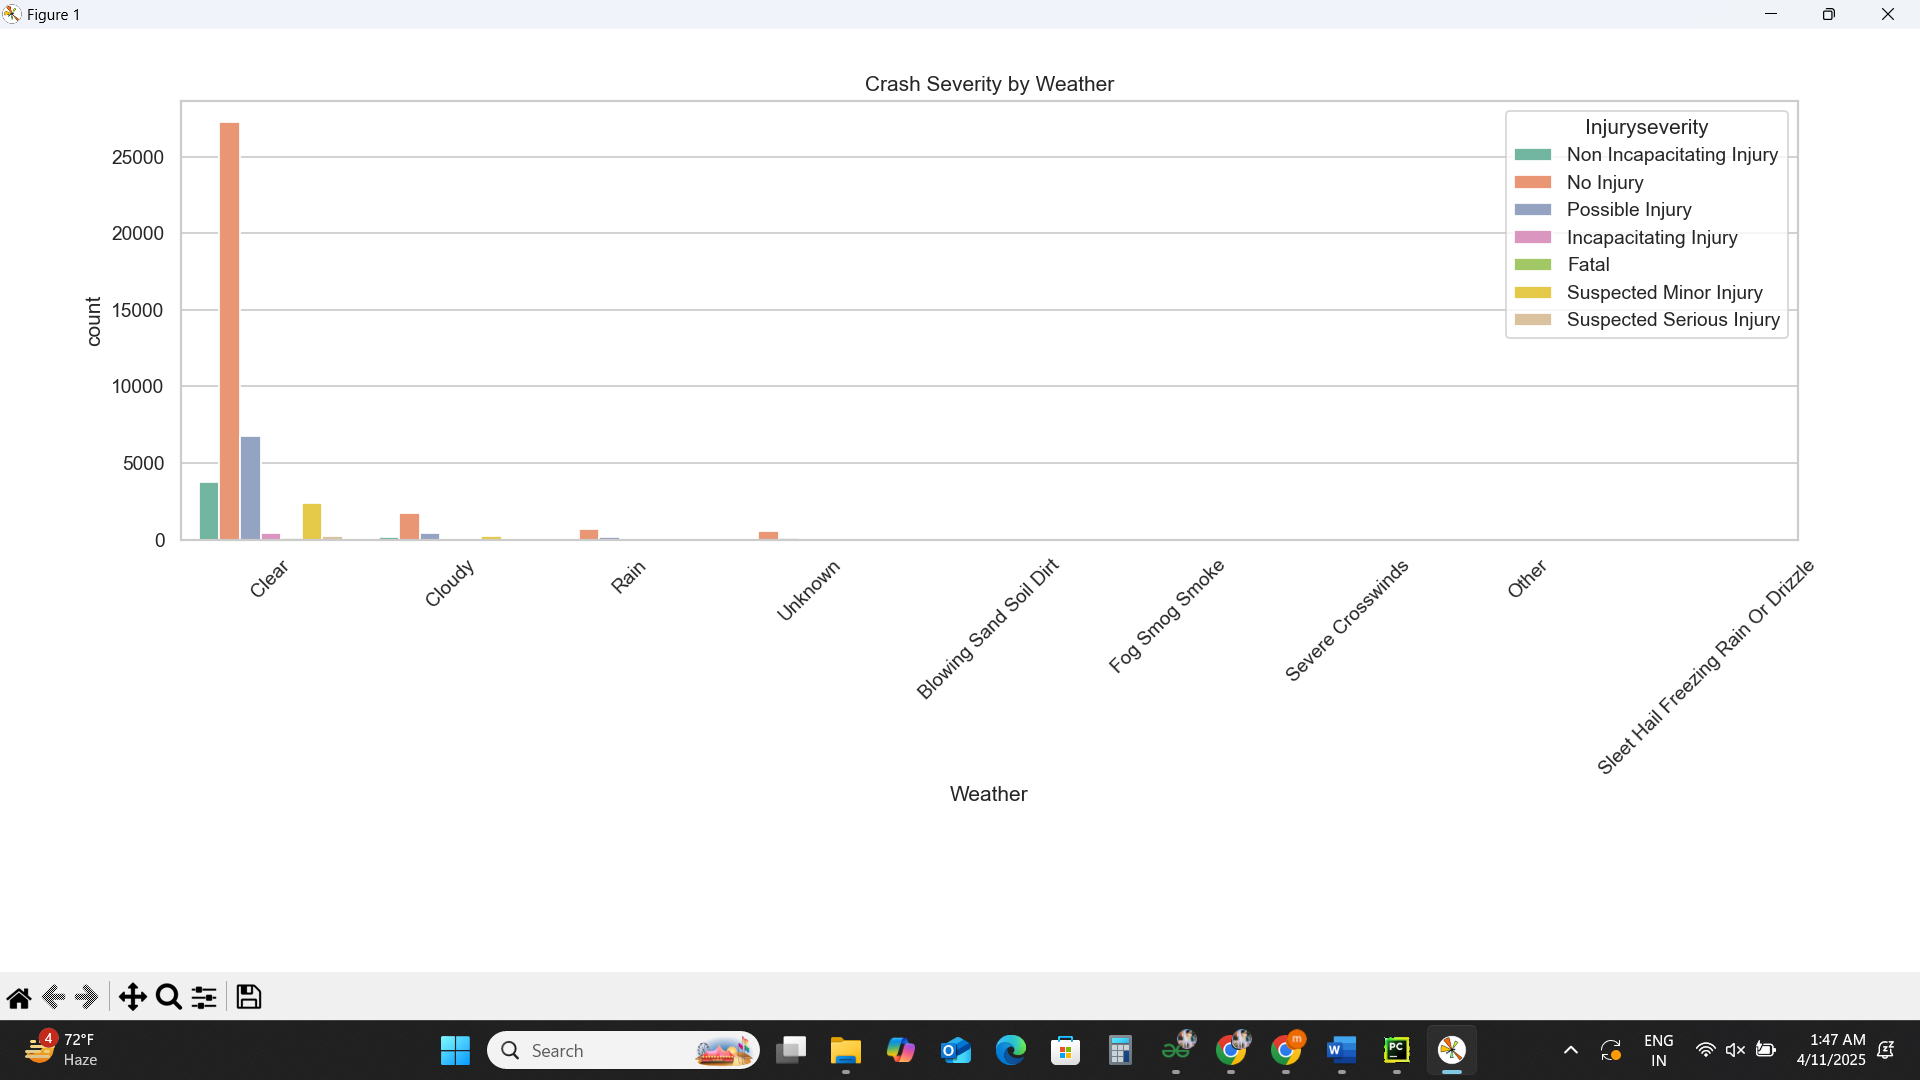 Figure 1
Crash Severity by Weather
Injuryseverity
Non Incapacitating Injury
No Injury
Possible Injury
Incapacitating Injury
Fatal
Suspected Minor Injury
Suspected Serious Injury
25000
20000
15000
10000
5000
0
count
Clear
Cloudy
Rain
Unknown
Blowing Sand Soil Dirt
Fog Smog Smoke
Severe Crosswinds
Other
Sleet Hail Freezing Rain Or Drizzle
Weather
4
72°F
Haze
Search
m
W
PC
ENG
IN
1:47 AM
4/11/2025